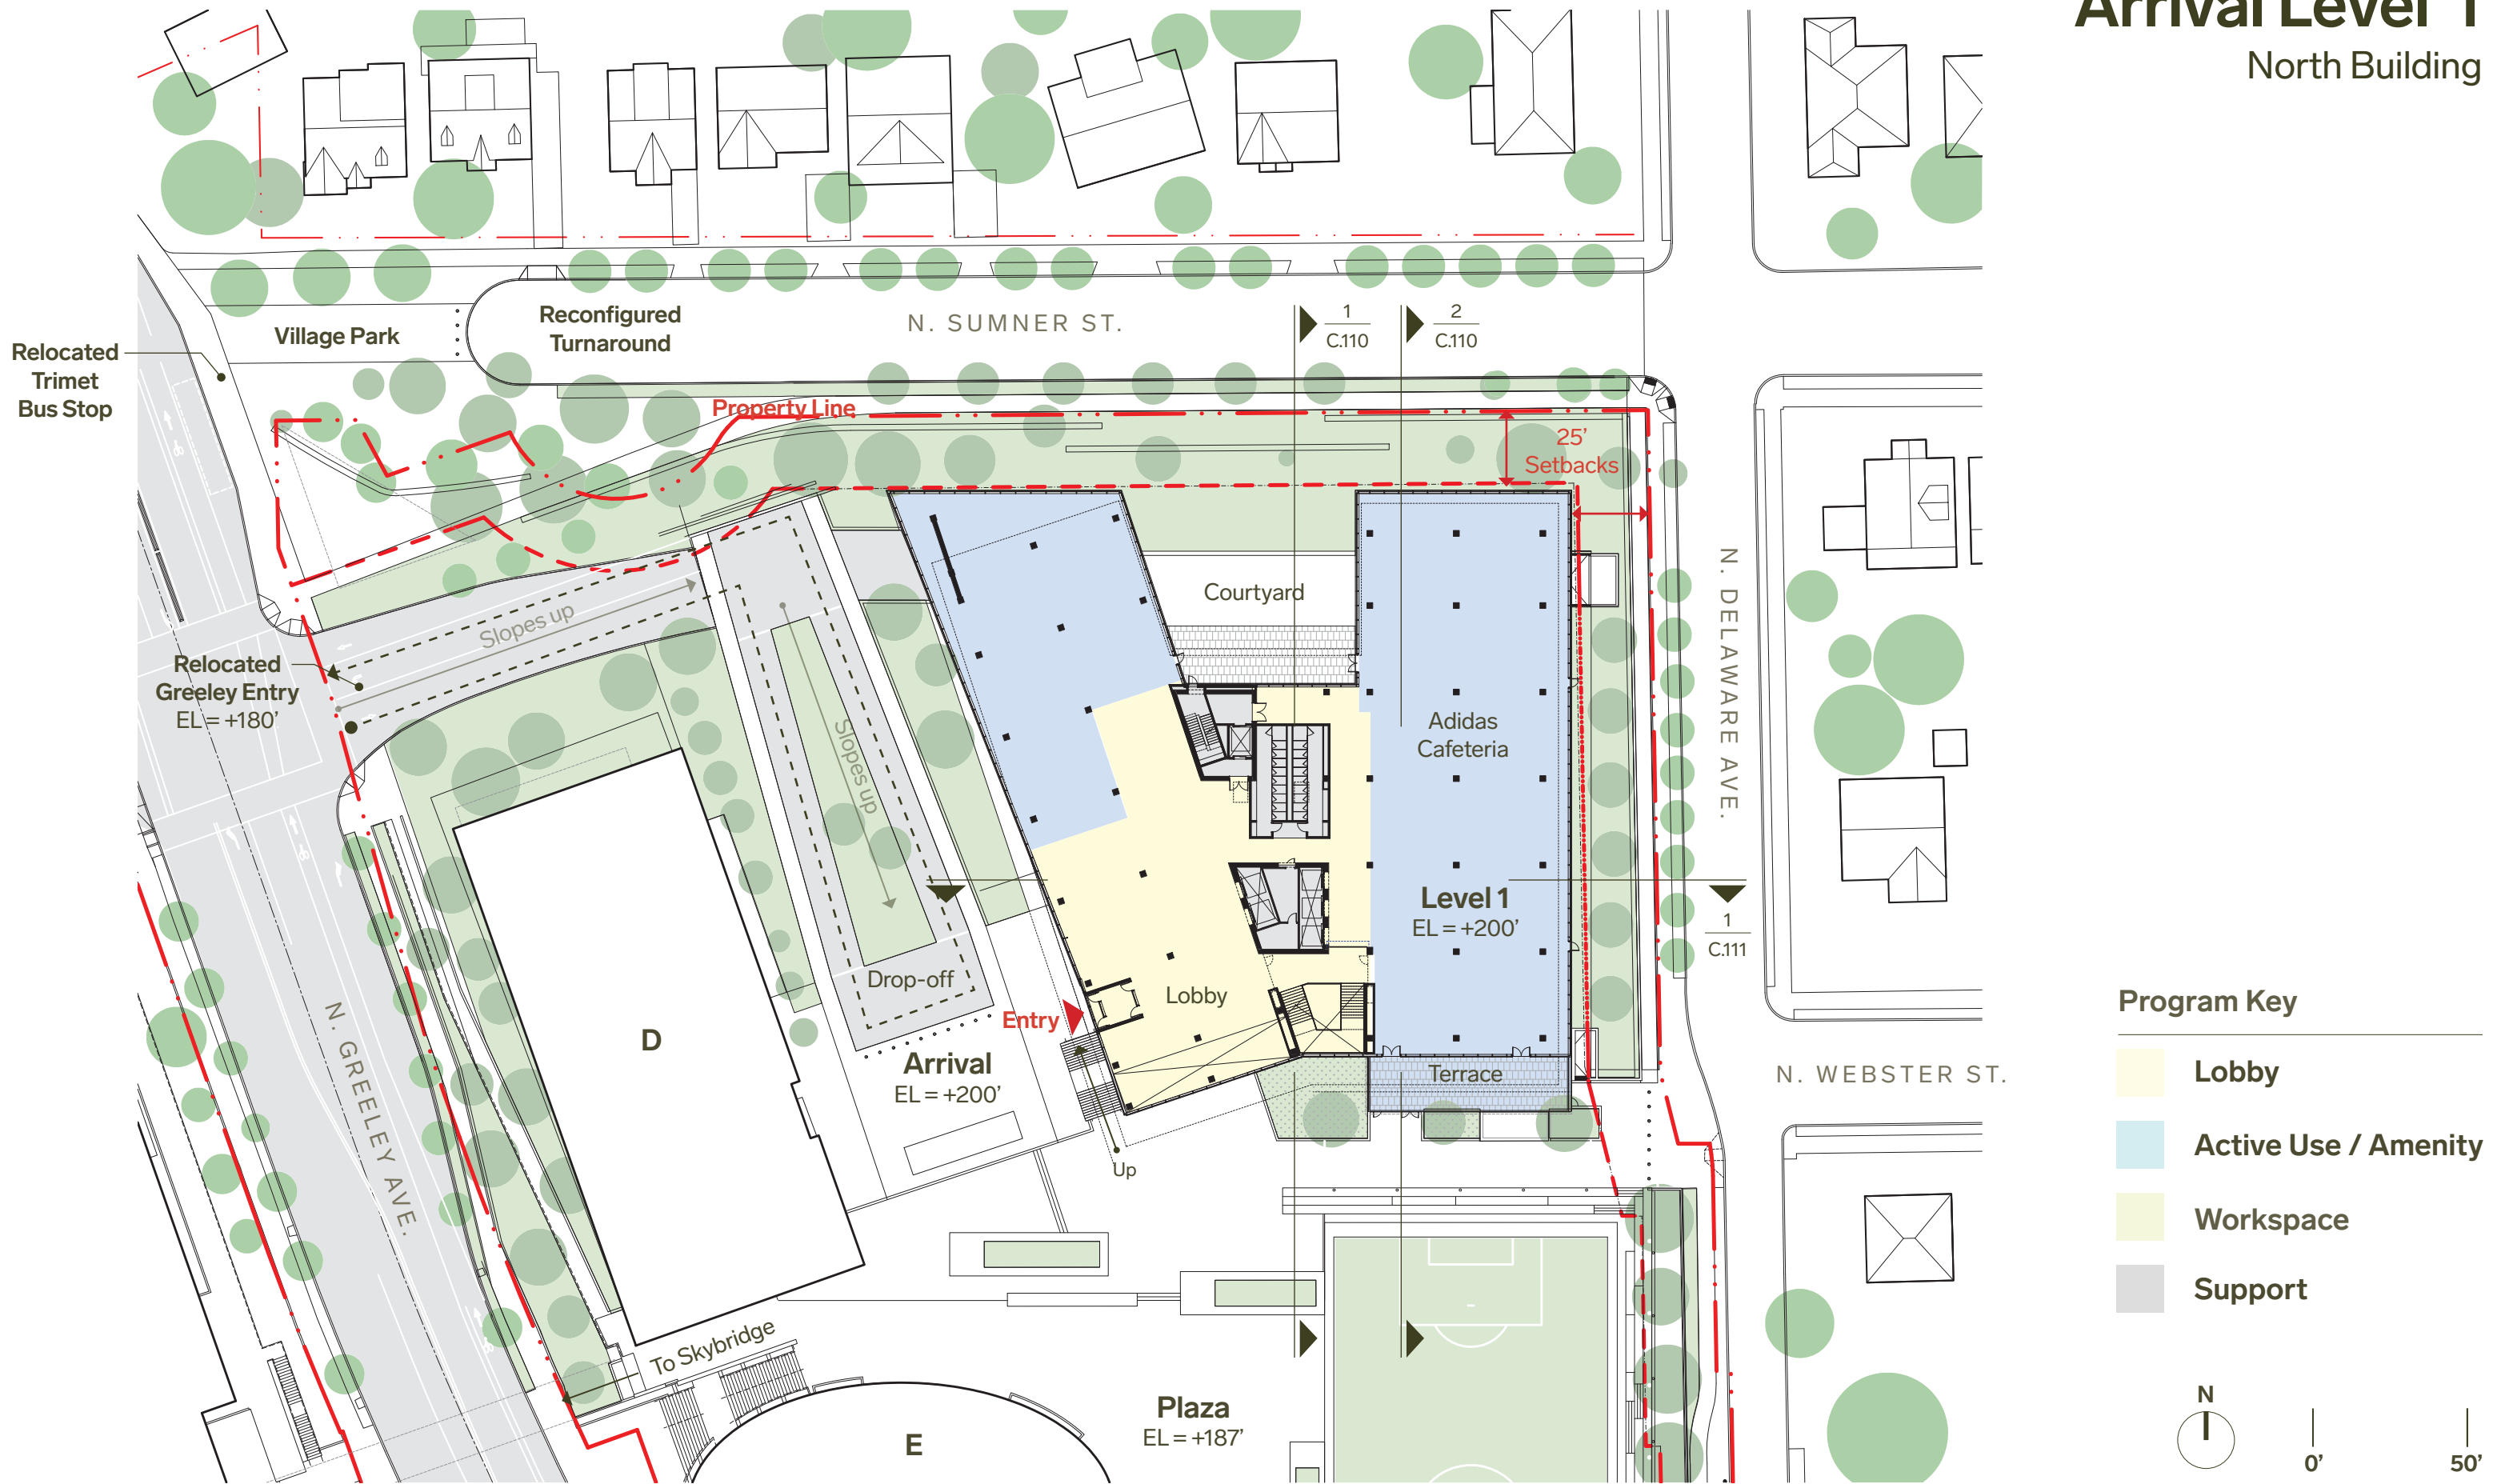 Arrival Level 1
North Building
Village Park
Reconfigured
Turnaround
N. SUMNER ST.
1
C.110
2
C.110
Relocated
Trimet
Bus Stop
Property Line
25’
Setbacks
Slopes up
Courtyard
N. DELAWARE AVE.
Relocated
Greeley Entry
EL = +180’
Slopes up
Adidas
Cafeteria
Level 1
EL = +200’
1
C.111
Drop-off
Lobby
Entry
D
Arrival
EL = +200’
N. GREELEY AVE.
Terrace
N. WEBSTER ST.
Up
Program Key
Lobby
Active Use / Amenity
Workspace
Support
To Skybridge
Plaza
EL = +187’
E
N
0’
50’